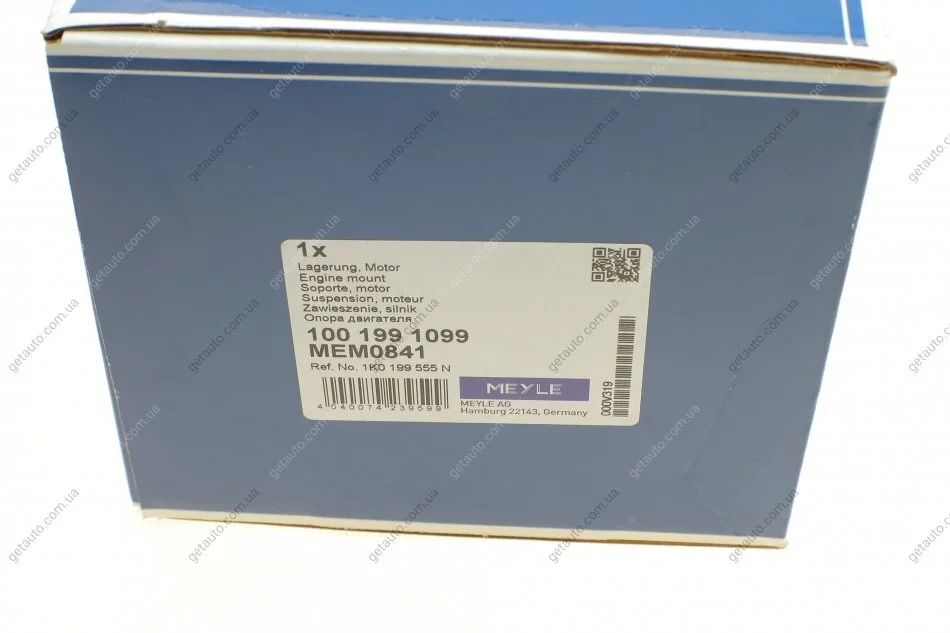 1x
Lagerung, Motor
Engine mount
Soporte, motor
Suspension, moteur
Zawieszenie, silnik
Опора двигателя
100 199 1099
MEM0841
Ref. No. 1K0 199 555 N
4 040074 239599
MEYLE
MEYLE AG
Hamburg 22143, Germany
000V319
getauto.com.ua